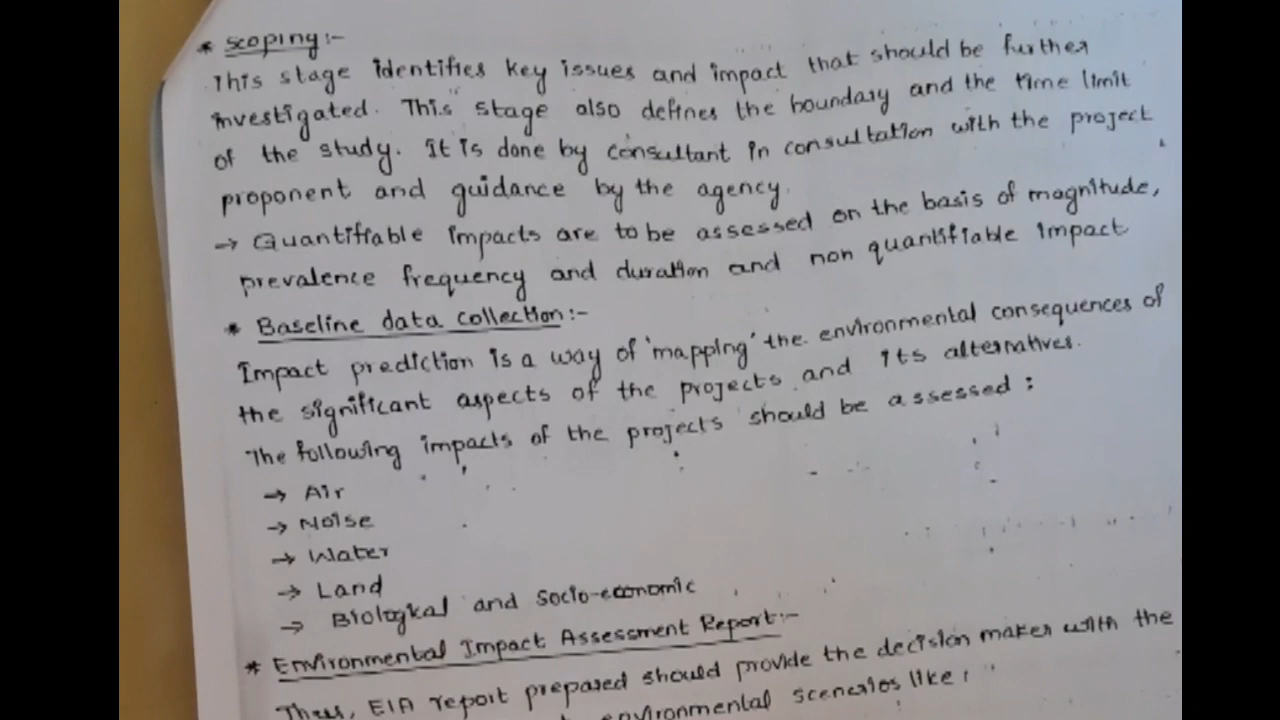 * Scoping :-
This stage identifies key issues and impact that should be further
investigated. This stage also defines the boundary and the time limit
of the study. It is done by consultant in consultation with the project
proponent and guidance by the agency.
→ Quantifiable impacts are to be assessed on the basis of magnitude,
prevalence frequency and duration and non quantifiable impact
* Baseline data collection :-
Impact prediction is a way of 'mapping' the environmental consequences of
the significant aspects of the projects and its alternatives.
The following impacts of the projects should be assessed :
→ Air
→ Noise
→ Water
→ Land
→ Biological and socio-economic
* Environmental Impact Assessment Report :-
Thus, EIA report prepared should provide the decision maker with the
environmental scenerios like,